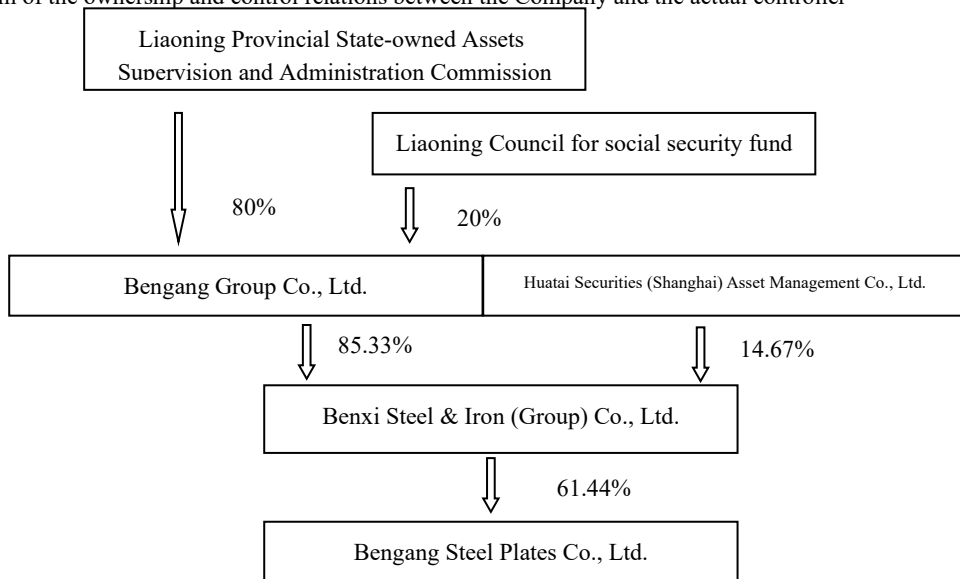 of the ownership and control relations between the Company and the actual controller
Liaoning Provincial State-owned Assets
Supervision and Administration Commission
Liaoning Council for social security fund
80%
20%
Bengang Group Co., Ltd.
Huatai Securities (Shanghai) Asset Management Co., Ltd.
85.33%
14.67%
Benxi Steel & Iron (Group) Co., Ltd.
61.44%
Bengang Steel Plates Co., Ltd.